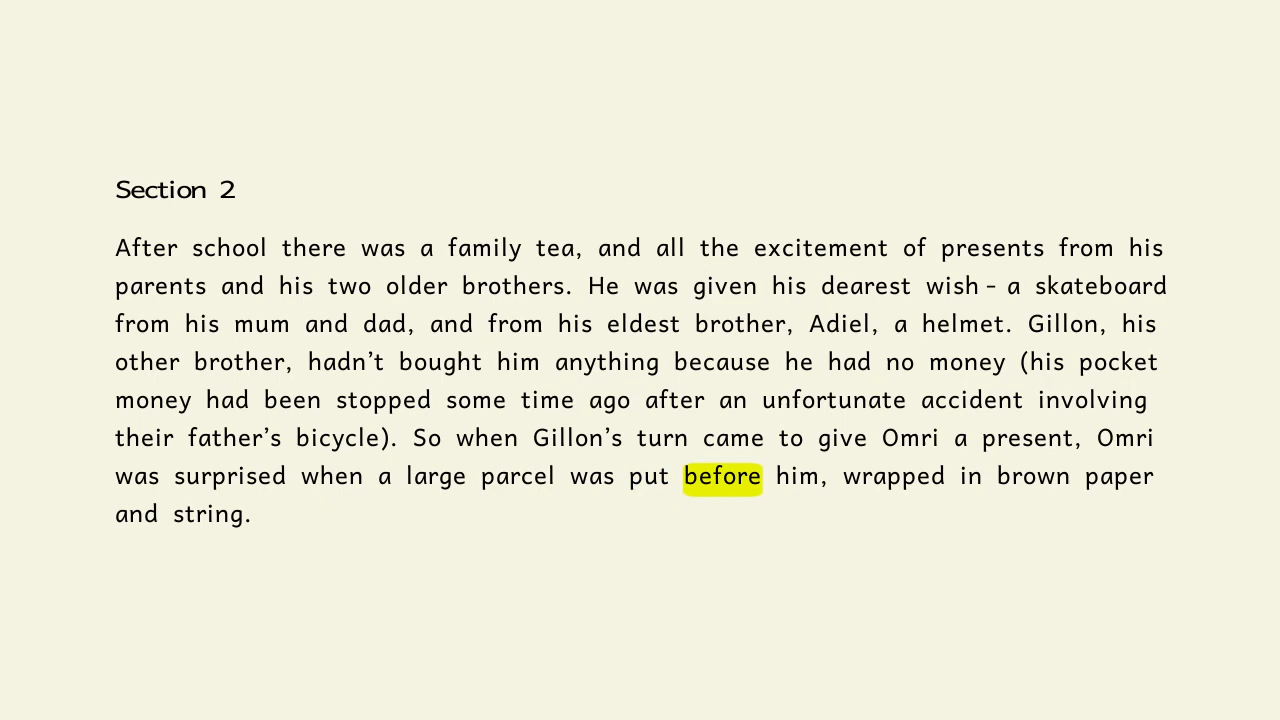 Section 2
After school there was a family tea, and all the excitement of presents from his
parents and his two older brothers. He was given his dearest wish - a skateboard
from his mum and dad, and from his eldest brother, Adiel, a helmet. Gillon, his
other brother, hadn’t bought him anything because he had no money (his pocket
money had been stopped some time ago after an unfortunate accident involving
their father’s bicycle). So when Gillon’s turn came to give Omri a present, Omri
was surprised when a large parcel was put before him, wrapped in brown paper
and string.